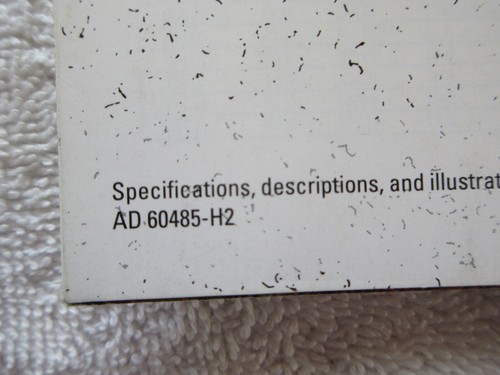 Specifications, descriptions, and illustrat
AD 60485-H2